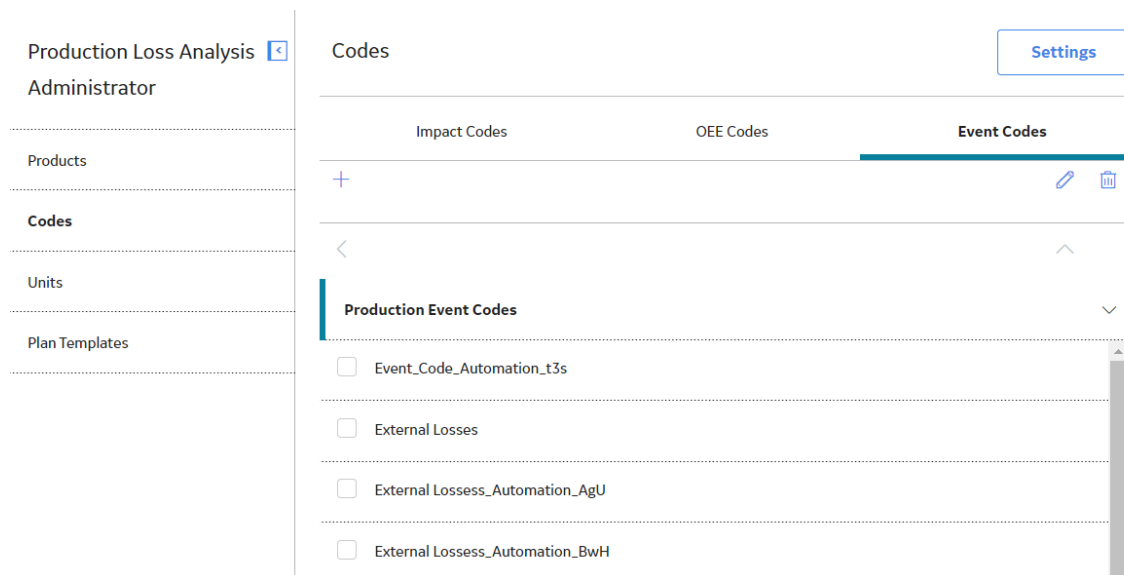 Production Loss Analysis
Administrator
Products
Codes
Units
Plan Templates
Codes
Settings
Impact Codes
OEE Codes
Event Codes
Production Event Codes
Event_Code_Automation_t3s
External Losses
External Lossess_Automation_AgU
External Lossess_Automation_BwH